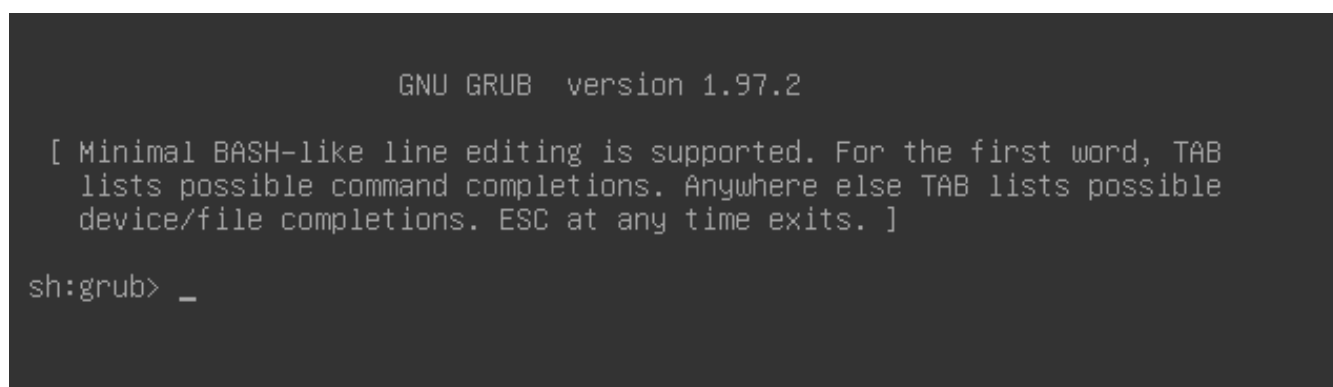 GNU GRUB version 1.97.2
[ Minimal BASH-like line editing is supported. For the first word, TAB
lists possible command completions. Anywhere else TAB lists possible
device/file completions. ESC at any time exits. ]
sh:grub> _